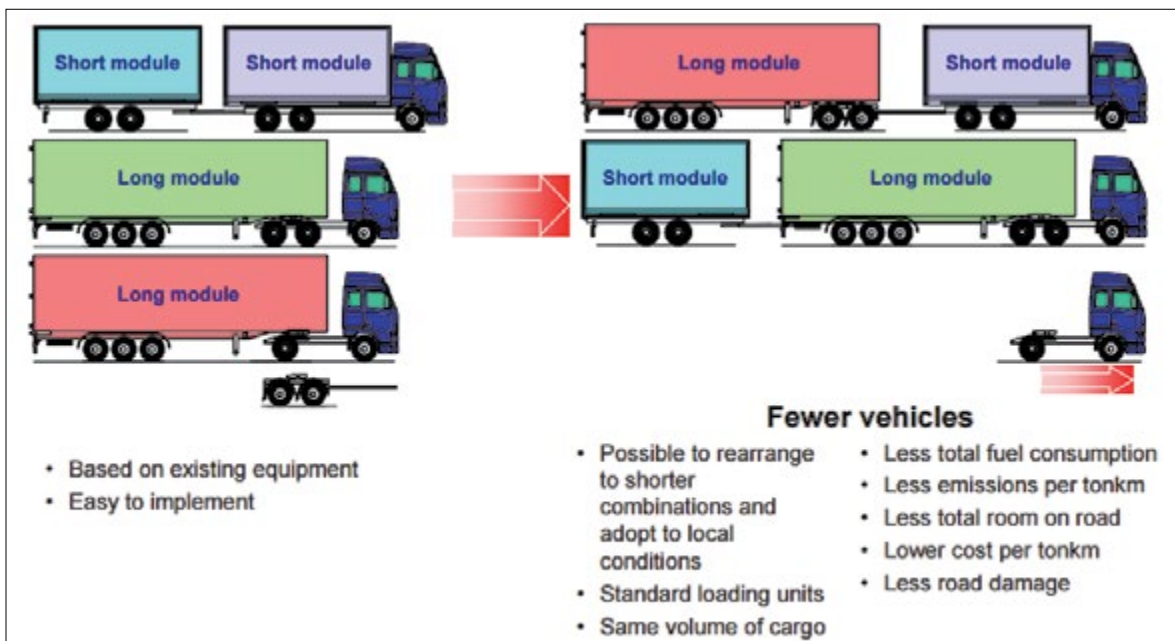 Short module
Short module
Long module
Long module
Long module
Short module
Short module
Long module
• Based on existing equipment
• Easy to implement
Fewer vehicles
• Possible to rearrange
to shorter
combinations and
adopt to local
conditions
• Standard loading units
• Same volume of cargo
• Less total fuel consumption
• Less emissions per tonkm
• Less total room on road
• Lower cost per tonkm
• Less road damage